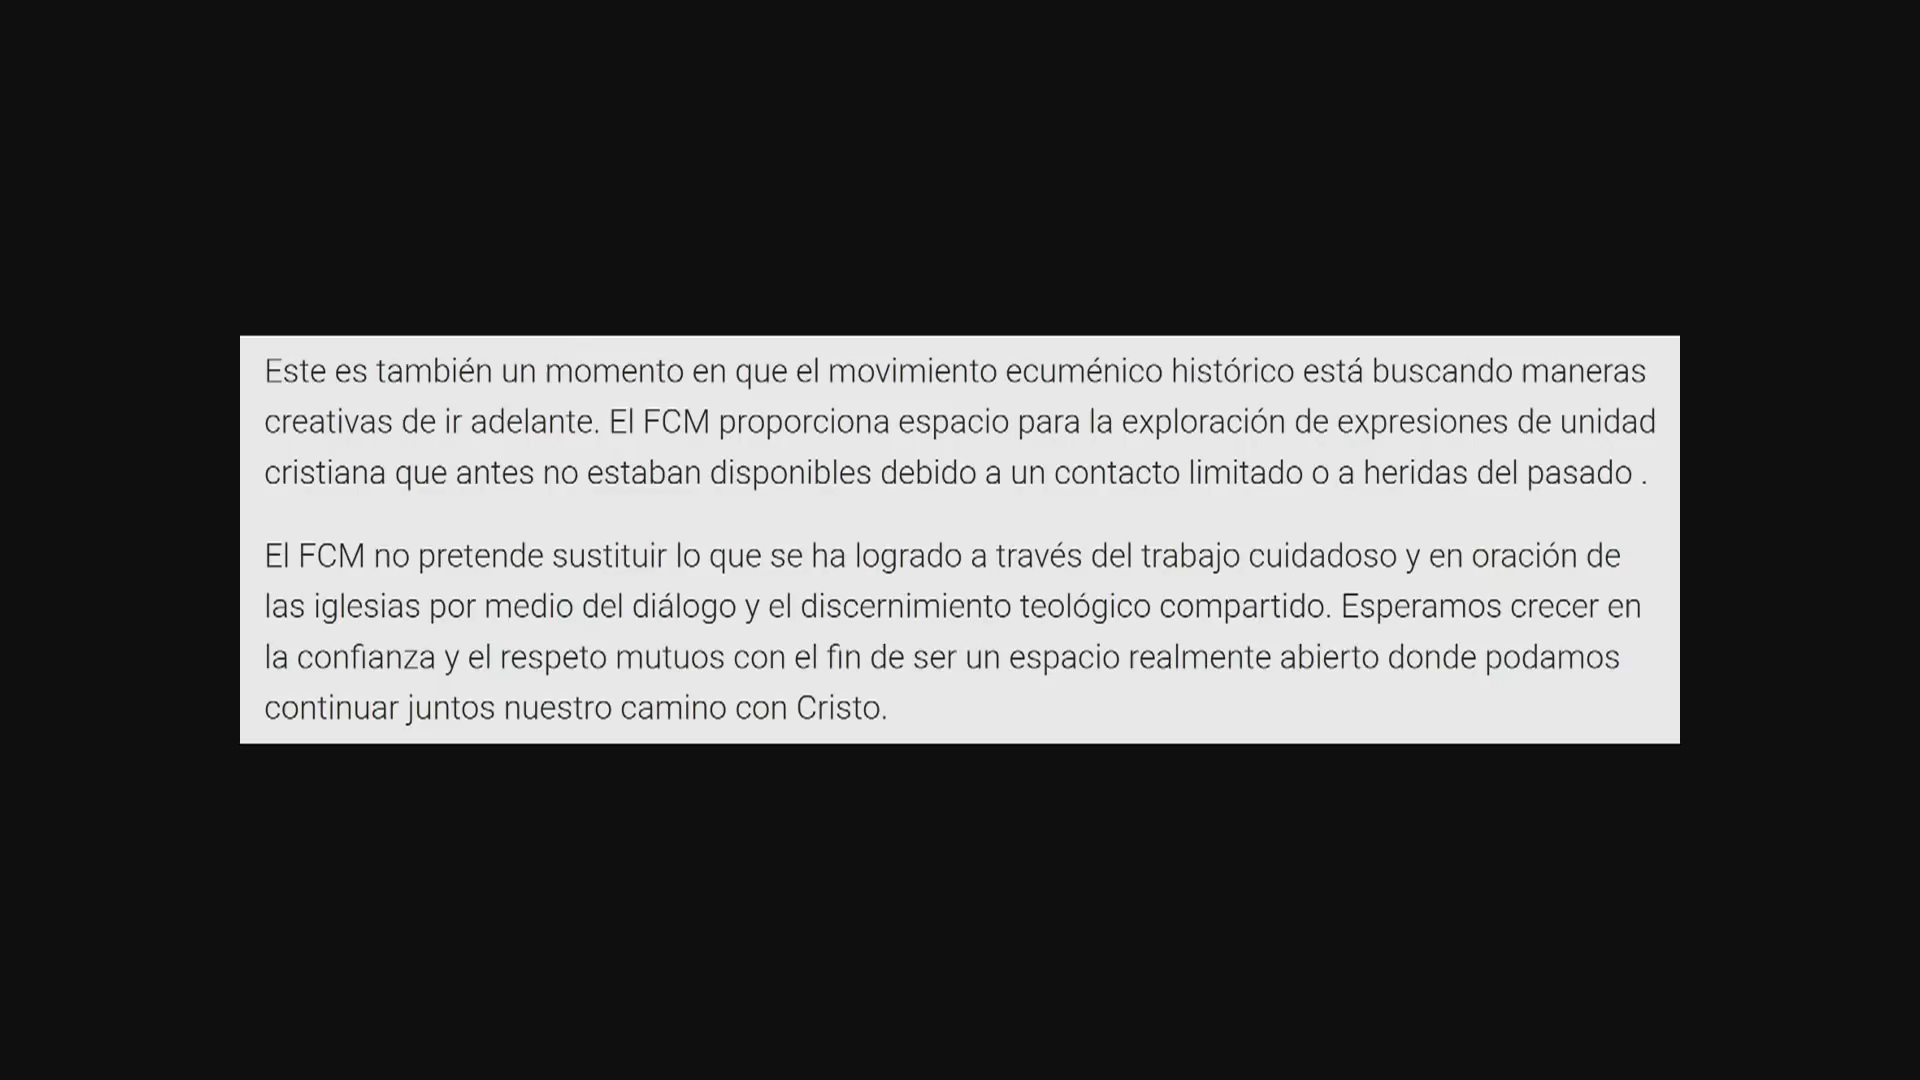 Este es también un momento en que el movimiento ecuménico histórico está buscando maneras
creativas de ir adelante. El FCM proporciona espacio para la exploración de expresiones de unidad
cristiana que antes no estaban disponibles debido a un contacto limitado o a heridas del pasado .
El FCM no pretende sustituir lo que se ha logrado a través del trabajo cuidadoso y en oración de
las iglesias por medio del diálogo y el discernimiento teológico compartido. Esperamos crecer en
la confianza y el respeto mutuos con el fin de ser un espacio realmente abierto donde podamos
continuar juntos nuestro camino con Cristo.